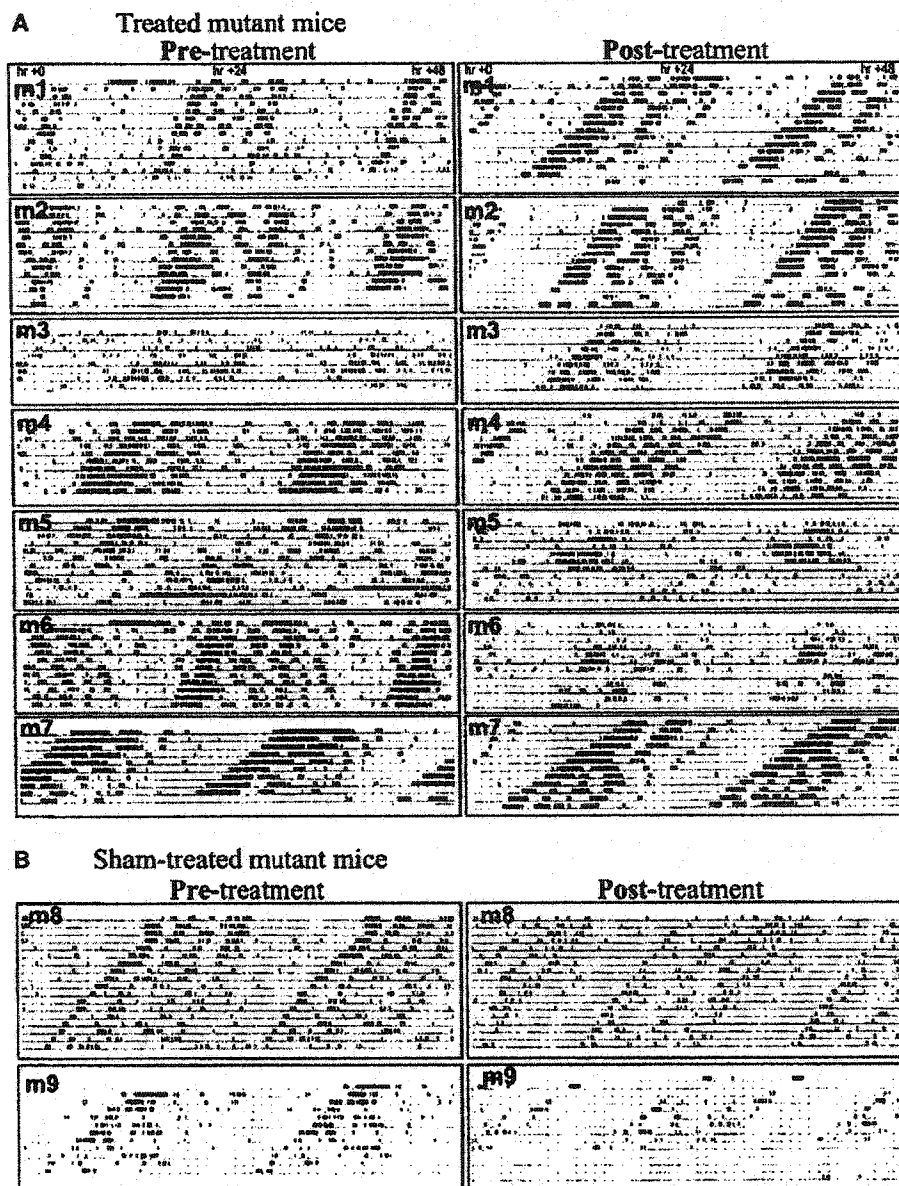 A Treated mutant mice
Pre-treatment Post-treatment
hr +0 hr +24 hr +48 hr +0 hr +24 hr +48
m1 m1
m2 m2
m3 m3
m4 m4
m5 m5
m6 m6
m7 m7
B Sham-treated mutant mice
Pre-treatment Post-treatment
m8 m8
m9 m9